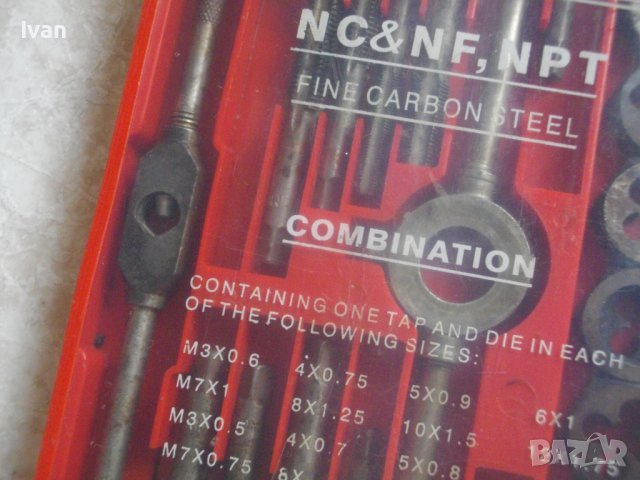 Ivan
NC&NF, NPT
FINE CARBON STEEL
COMBINATION
CONTAINING ONE TAP AND DIE IN EACH
OF THE FOLLOWING SIZES:
M3X0.6 4X0.75 5X0.9 6X1
M7X1 8X1.25 10X1.5
M3X0.5 4X0.7 5X0.8
M7X0.75 8X
BAZAR